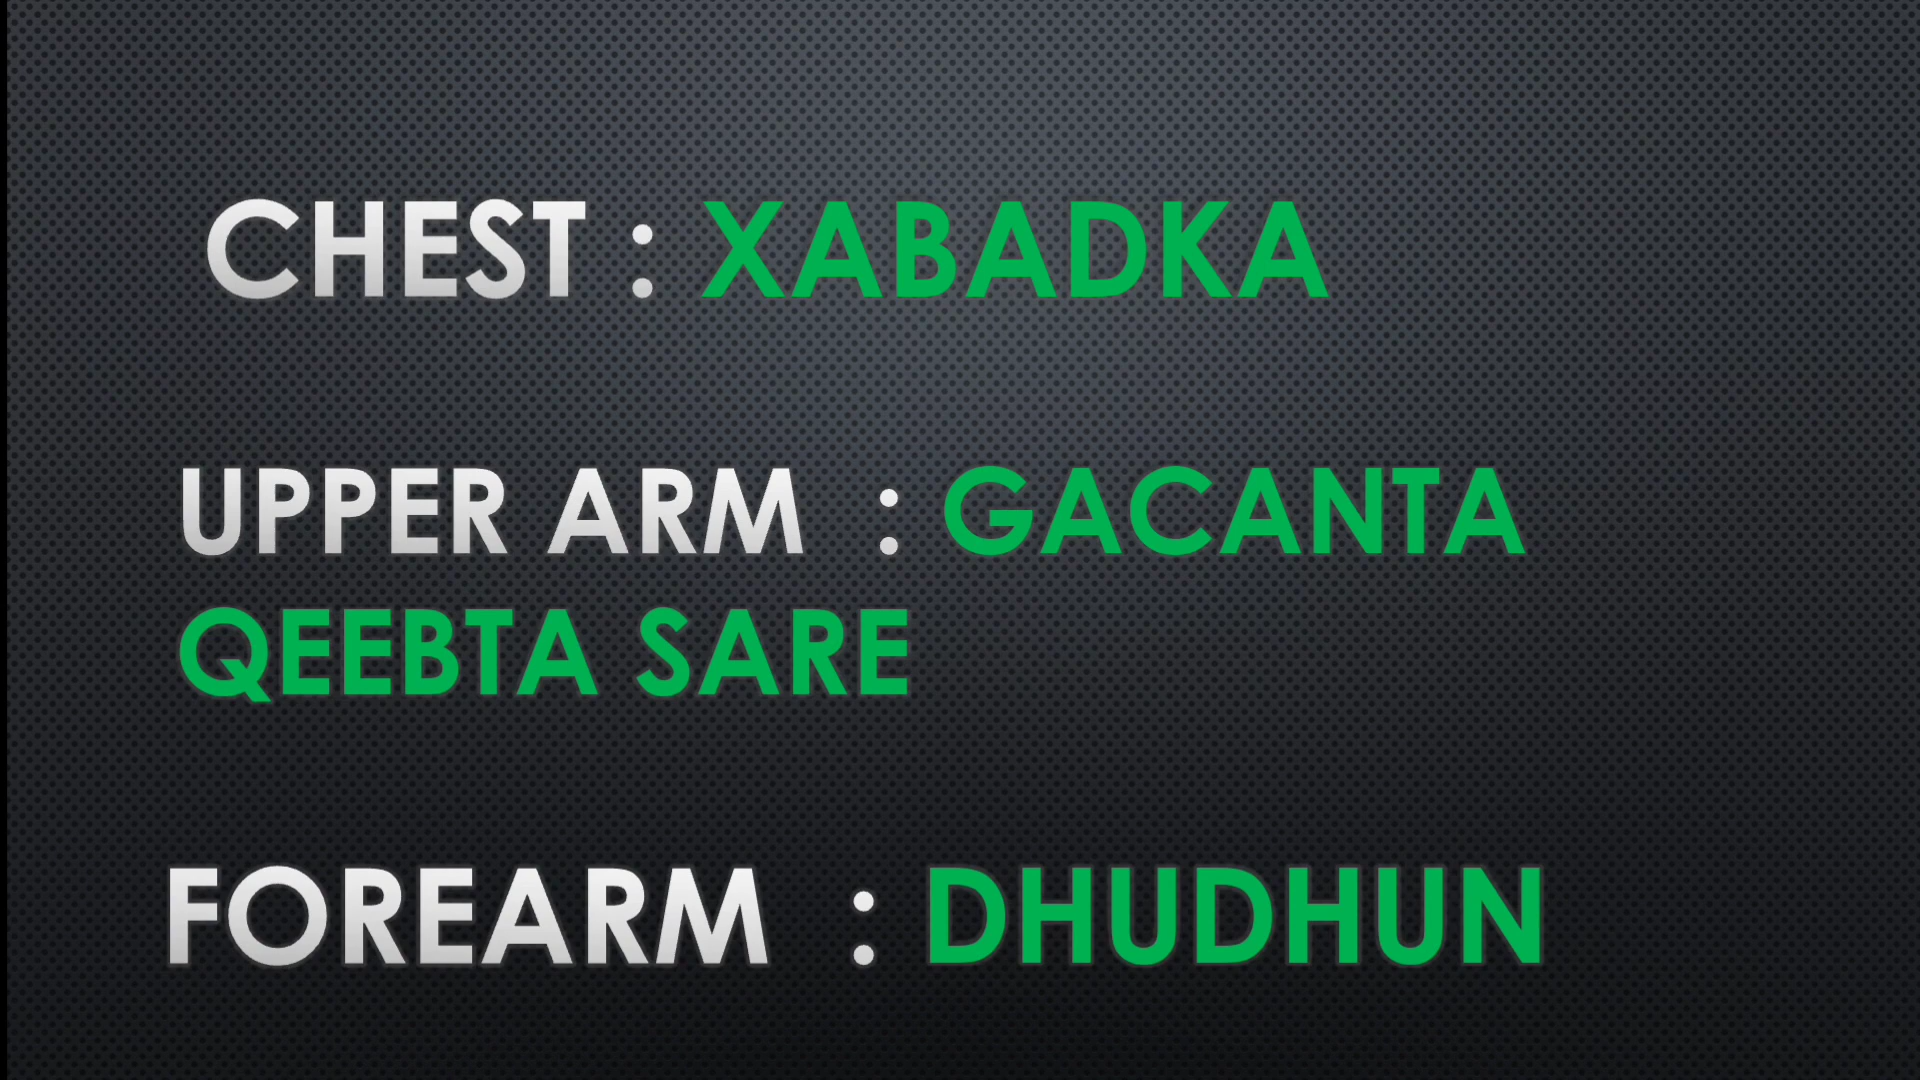 CHEST : XABADKA
UPPER ARM : GACANTA
QEEBTA SARE
FOREARM : DHUDHUN